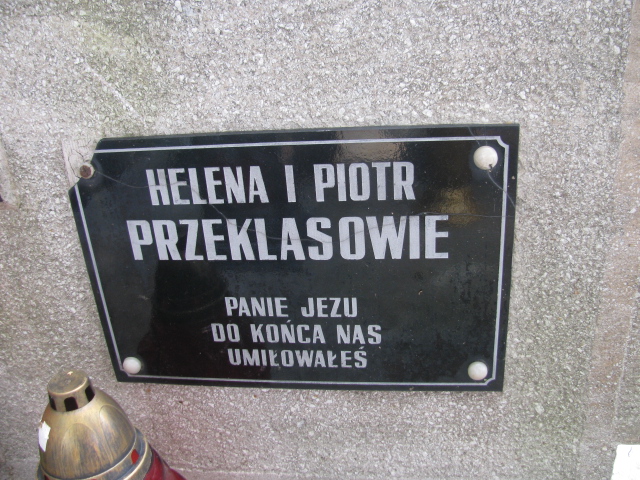 HELENA I PIOTR
PRZEKLASOWIE
PANIE JEZU
DO KOŃCA NAS
UMIŁOWAŁEŚ